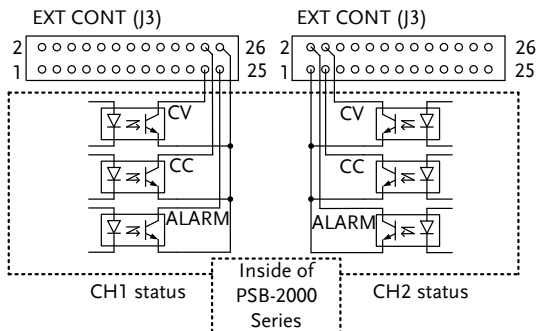 EXT CONT (J3)
EXT CONT (J3)
2 26
1 25
2 26
1 25
CV
CC
ALARM
CV
CC
ALARM
CH1 status
Inside of
PSB-2000
Series
CH2 status